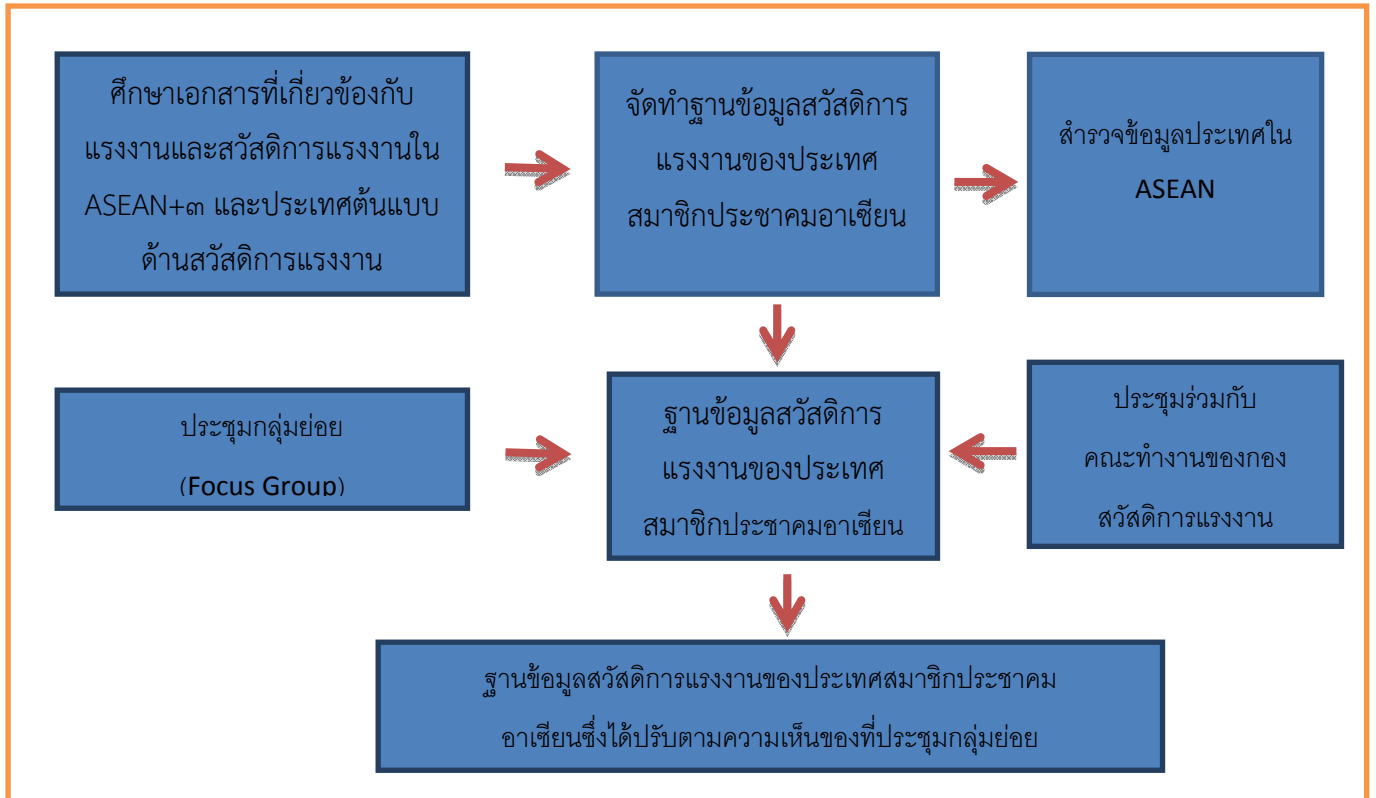 ศึกษาเอกสารที่เกี่ยวข้องกับ
แรงงานและสวัสดิการแรงงานใน
ASEAN+๓ และประเทศต้นแบบ
ด้านสวัสดิการแรงงาน
จัดทำฐานข้อมูลสวัสดิการ
แรงงานของประเทศ
สมาชิกประชาคมอาเซียน
สำรวจข้อมูลประเทศใน
ASEAN
ประชุมกลุ่มย่อย
(Focus Group)
ฐานข้อมูลสวัสดิการ
แรงงานของประเทศ
สมาชิกประชาคมอาเซียน
ประชุมร่วมกับ
คณะทำงานของกอง
สวัสดิการแรงงาน
ฐานข้อมูลสวัสดิการแรงงานของประเทศสมาชิกประชาคม
อาเซียนซึ่งได้ปรับตามความเห็นของที่ประชุมกลุ่มย่อย